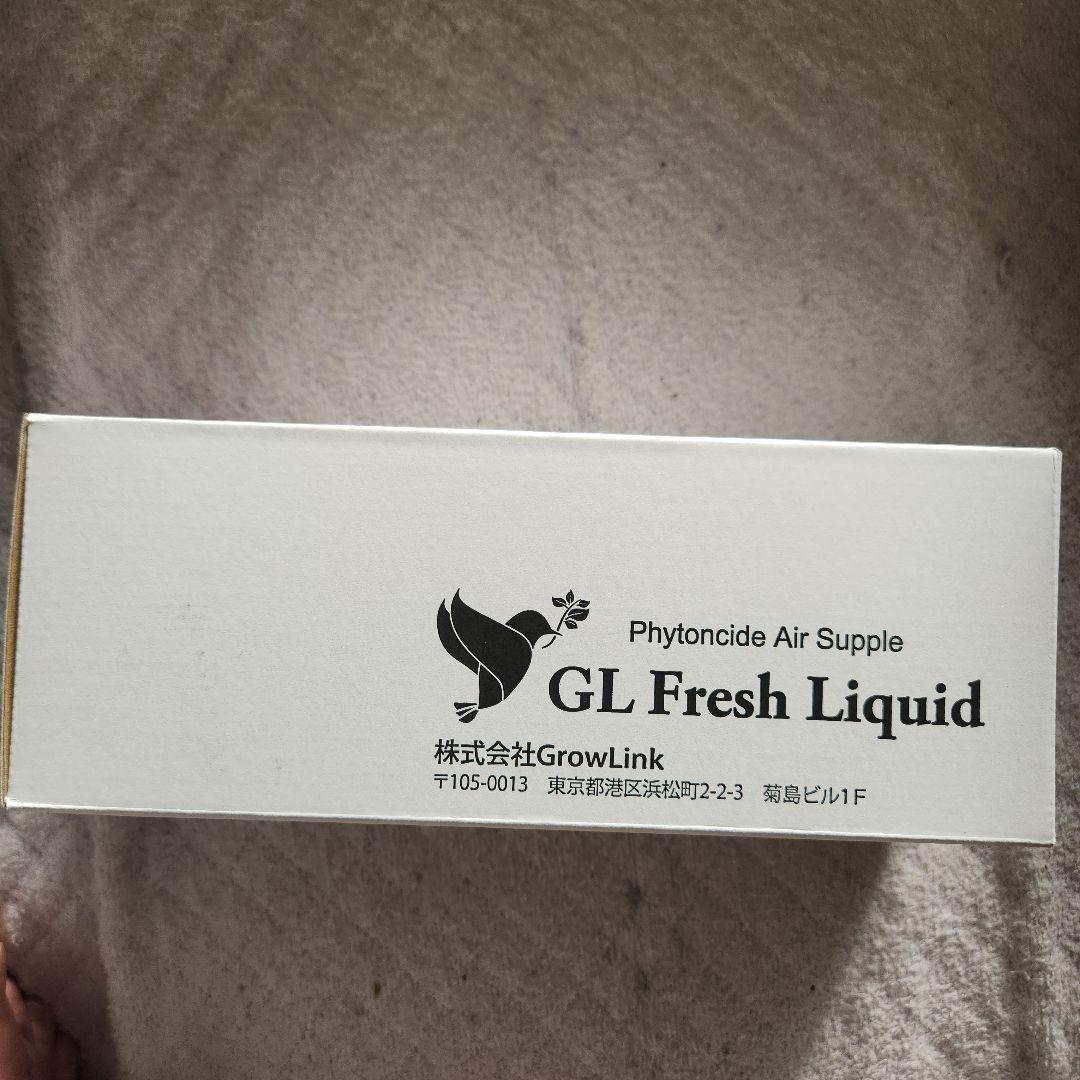 Phytoncide Air Supple
GL Fresh Liquid
株式会社GrowLink
〒105-0013　東京都港区浜松町2-2-3　菊島ビル1F